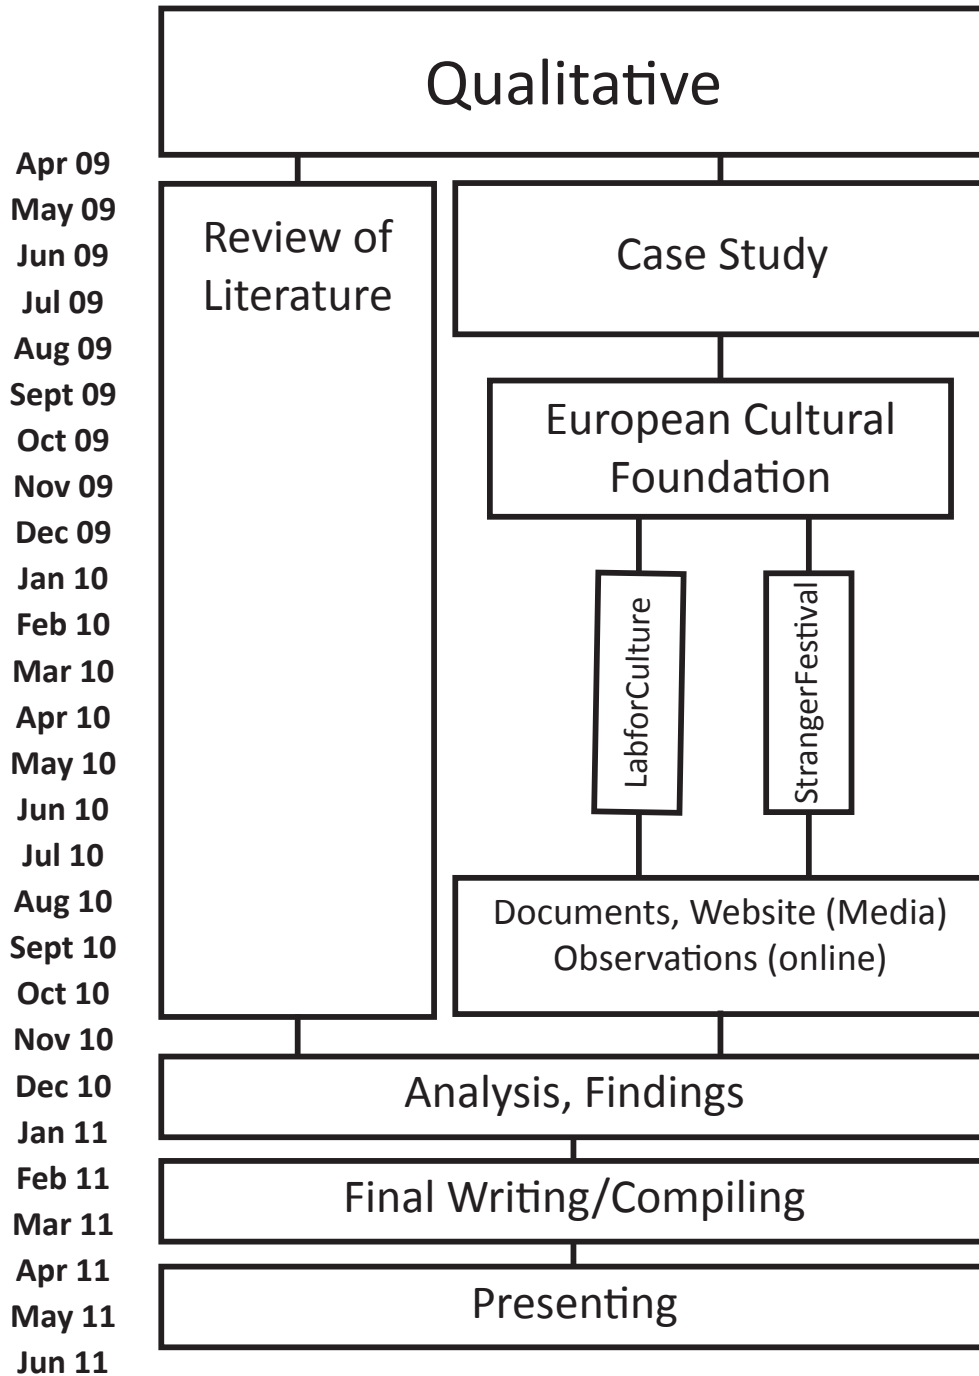 Qualitative
Apr 09
May 09
Jun 09
Jul 09
Aug 09
Sept 09
Oct 09
Nov 09
Dec 09
Jan 10
Feb 10
Mar 10
Apr 10
May 10
Jun 10
Jul 10
Aug 10
Sept 10
Oct 10
Nov 10
Dec 10
Jan 11
Feb 11
Mar 11
Apr 11
May 11
Jun 11
Review of
Literature
Case Study
European Cultural
Foundation
LabforCulture
StrangerFestival
Documents, Website (Media)
Observations (online)
Analysis, Findings
Final Writing/Compiling
Presenting